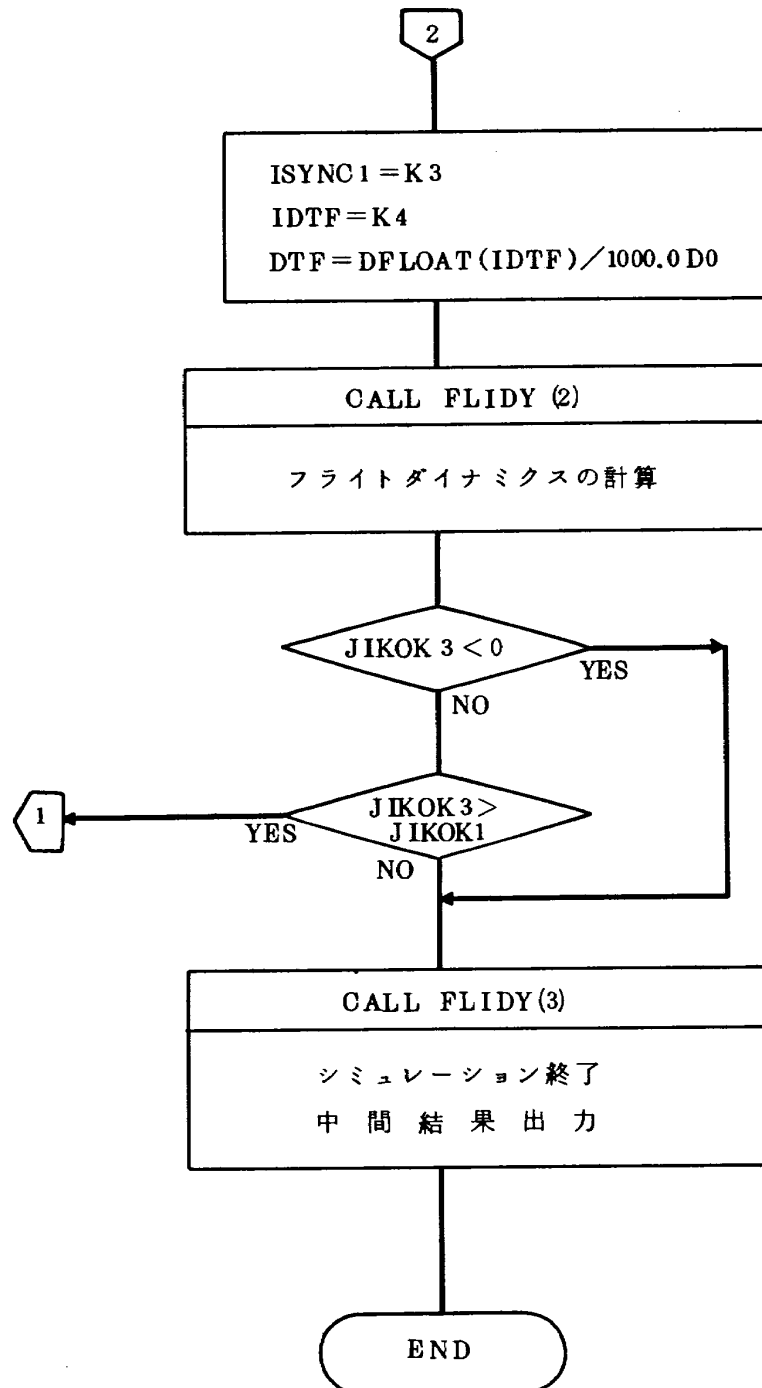 2
ISYNC1=K3
IDTF=K4
DTF=DFLOAT(IDTF)/1000.0D0
CALL FLIDY(2)
フライトダイナミクスの計算
JIKOK3<0
YES
NO
1
JIKOK3>
JIKOK1
YES
NO
CALL FLIDY(3)
シミュレーション終了
中間結果出力
END